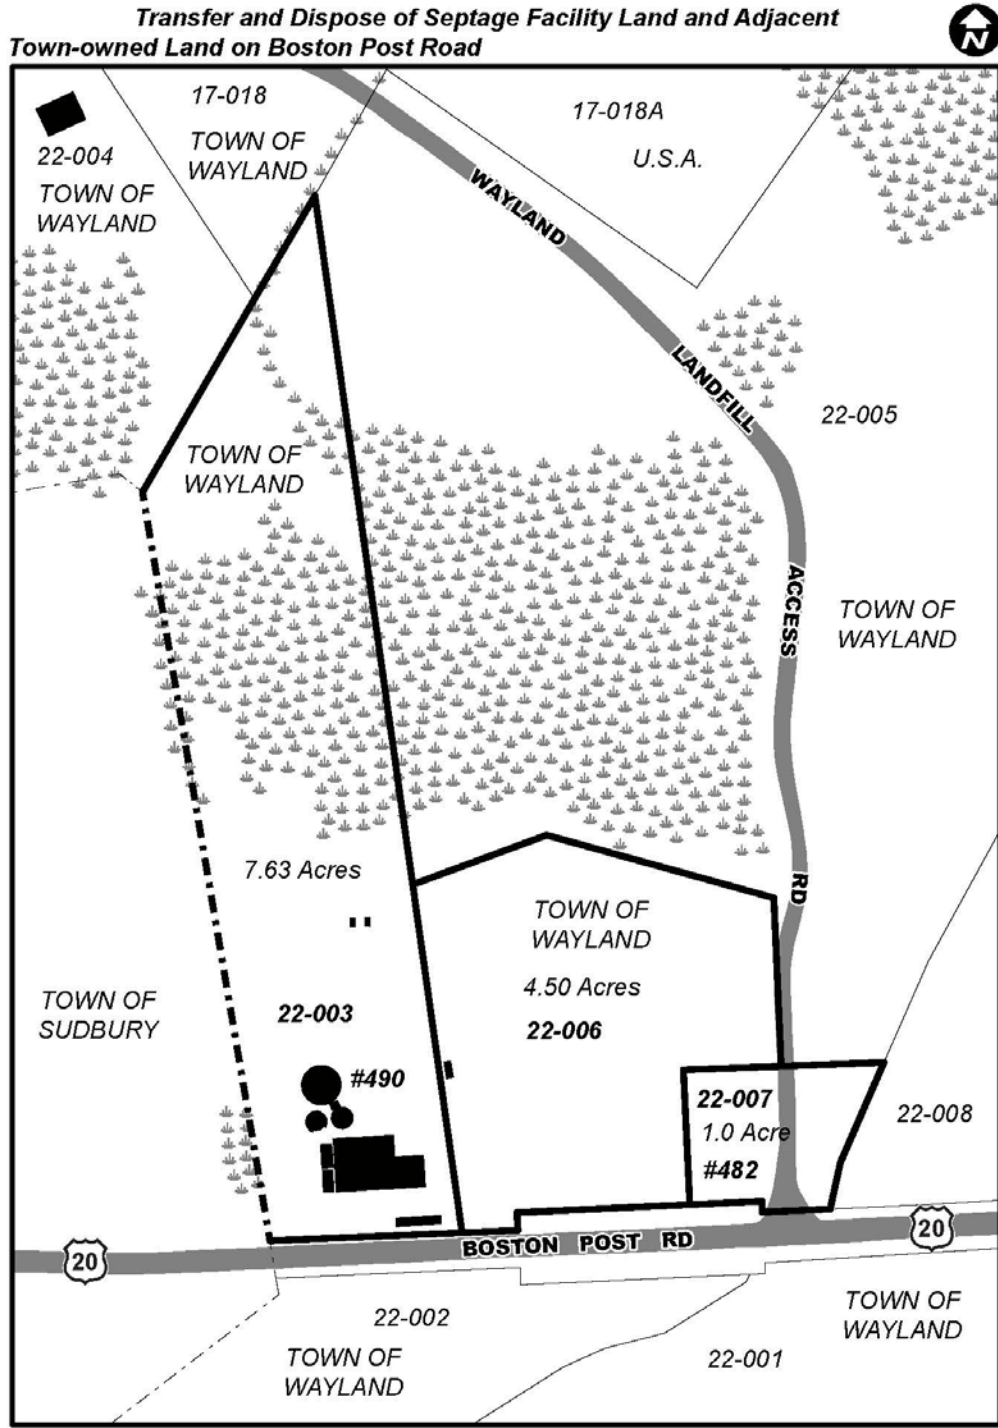 Transfer and Dispose of Septage Facility Land and Adjacent
Town-owned Land on Boston Post Road
N
17-018
TOWN OF
WAYLAND
17-018A
U.S.A.
22-004
TOWN OF
WAYLAND
WAYLAND
LANDFILL
ACCESS
RD
22-005
TOWN OF
WAYLAND
TOWN OF
WAYLAND
7.63 Acres
TOWN OF
WAYLAND
4.50 Acres
22-006
TOWN OF
SUDBURY
22-003
#490
22-007
1.0 Acre
#482
22-008
20
BOSTON POST RD
20
22-002
TOWN OF
WAYLAND
22-001
TOWN OF
WAYLAND